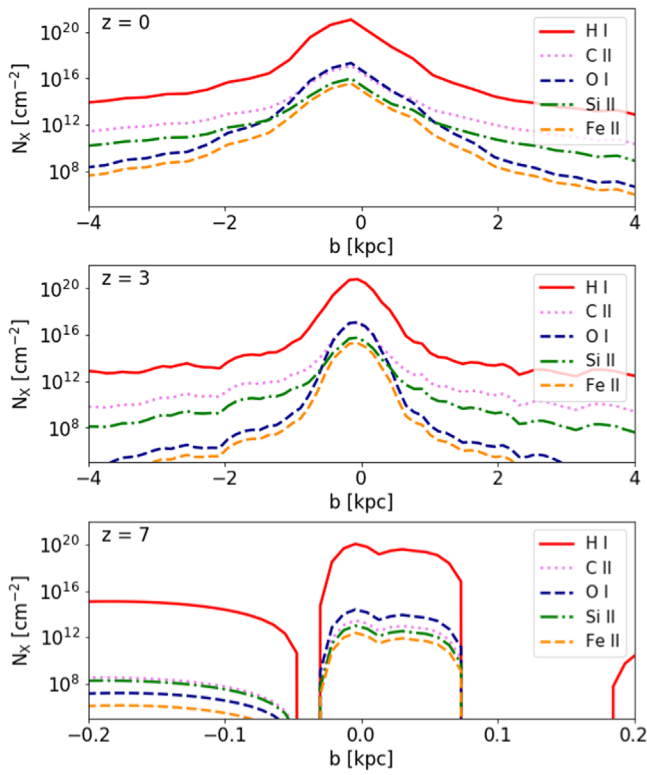 z = 0
10^20
10^16
10^12
10^8
N_X [cm^-2]
H I
C II
O I
Si II
Fe II
−4
−2
0
2
4
b [kpc]
z = 3
10^20
10^16
10^12
10^8
N_X [cm^-2]
H I
C II
O I
Si II
Fe II
−4
−2
0
2
4
b [kpc]
z = 7
10^20
10^16
10^12
10^8
N_X [cm^-2]
H I
C II
O I
Si II
Fe II
−0.2
−0.1
0.0
0.1
0.2
b [kpc]